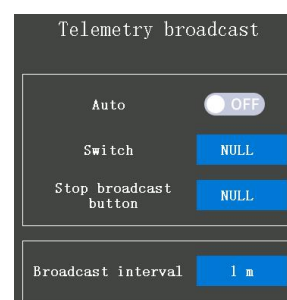 Telemetry broadcast
Auto OFF
Switch NULL
Stop broadcast
button NULL
Broadcast interval 1 m